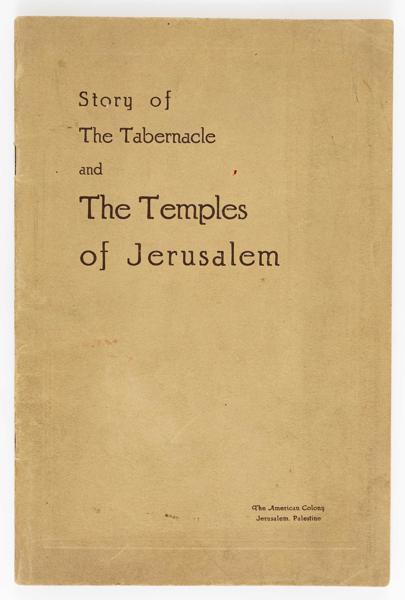 Story of
The Tabernacle
and
The Temples
of Jerusalem
The American Colony
Jerusalem, Palestine